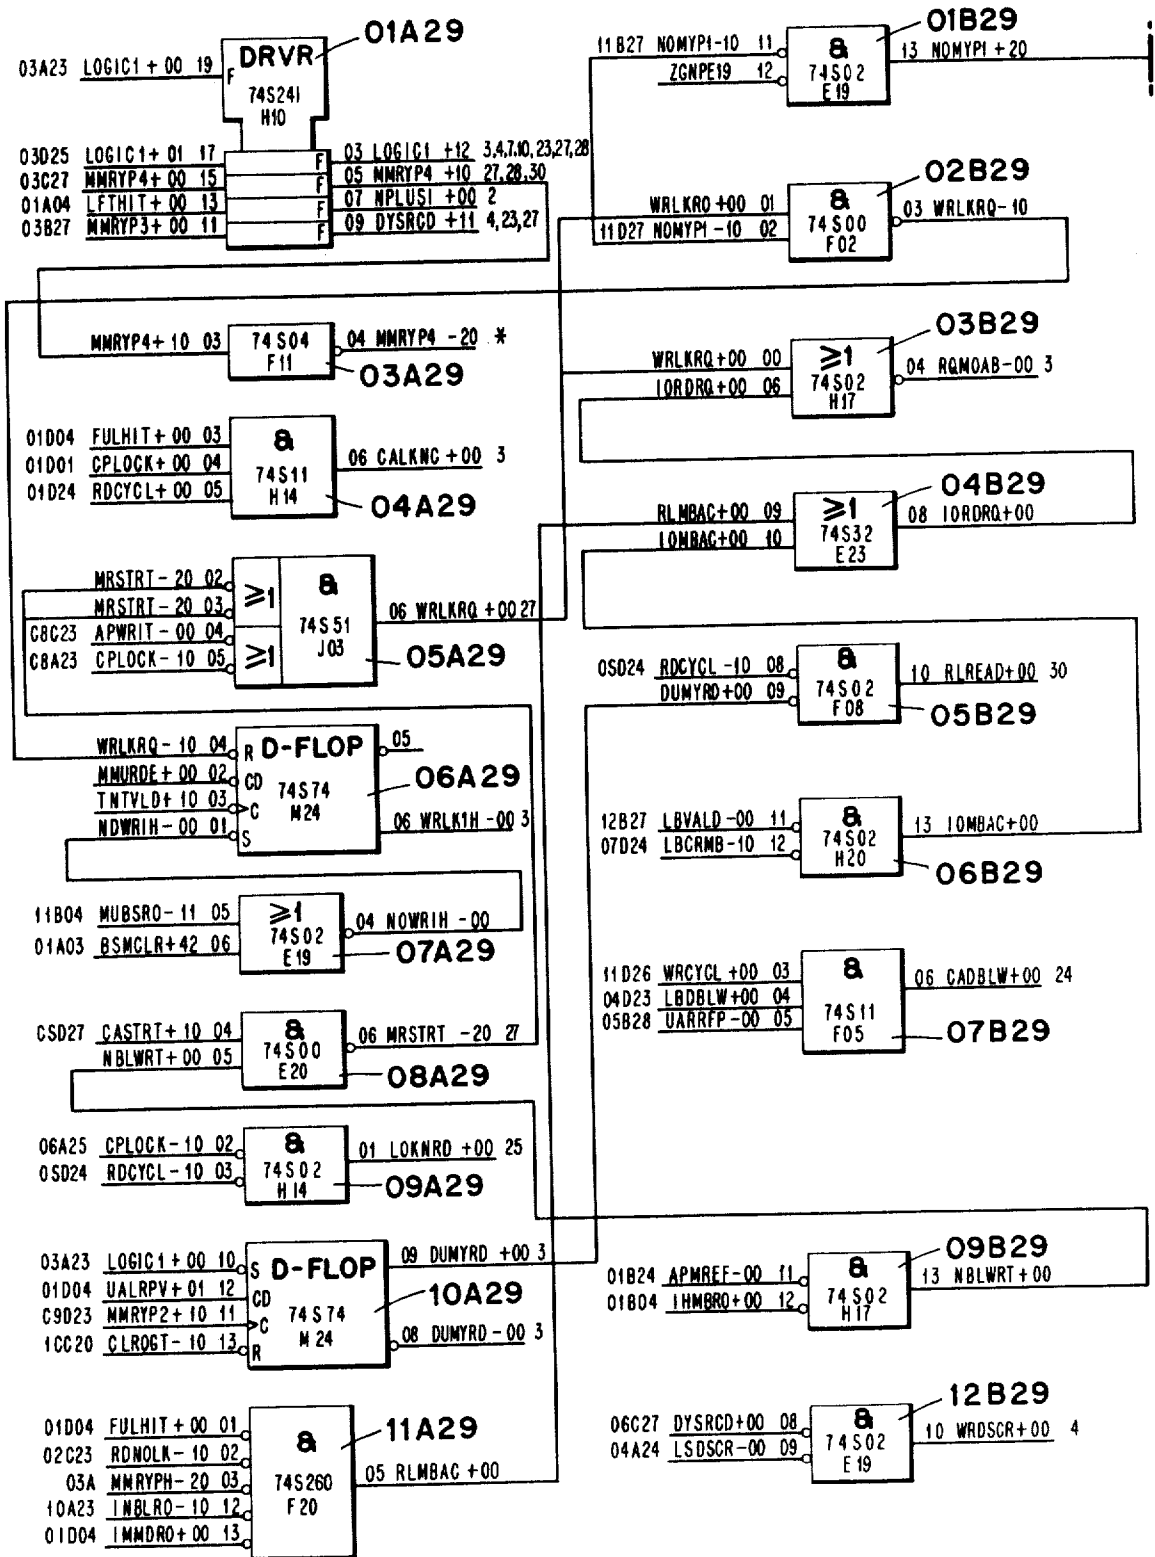 01A29
DRVR
03A23 LOGIC1 + 00 19 F
74S241
H10
03D25 LOGIC1 + 01 17 F 03 LOGIC1 +12 3,4,7,10,23,27,28
03C27 MMRYP4 + 00 15 F 05 MMRYP4 +10 27,28,30
01A04 LFTHIT + 00 13 F 07 NPLUS1 +00 2
03B27 MMRYP3 + 00 11 F 09 DYSRCD +11 4,23,27
MMRYP4 + 10 03 74S04 04 MMRYP4 -20 *
F11
03A29
01D04 FULHIT + 00 03 &
01D01 CPLOCK + 00 04 74S11 06 CALKNC +00 3
01D24 RDCYCL + 00 05 H14
04A29
MRSTRT - 20 02 ≥1 &
MRSTRT - 20 03 06 WRLKRQ +00 27
C8C23 APWRIT - 00 04 ≥1 74S51
C8A23 CPLOCK - 10 05 J03
05A29
WRLKRQ - 10 04 R D-FLOP 05
MMURDE + 00 02 CD 74S74
TNTVLD + 10 03 C M24
NDWRIH - 00 01 S 06 WRLK1H -00 3
06A29
11B04 MUBSRO - 11 05 ≥1 04 NOWRIH -00
01A03 BSMCLR + 42 06 74S02
E19
07A29
CSD27 CASTRT + 10 04 & 06 MRSTRT -20 27
NBLWRT + 00 05 74S00
E20
08A29
06A25 CPLOCK - 10 02 & 01 LOKNRD +00 25
0SD24 RDCYCL - 10 03 74S02
H14
09A29
03A23 LOGIC1 + 00 10 S D-FLOP 09 DUMYRD +00 3
01D04 UALRPV + 01 12 CD
C9D23 MMRYP2 + 10 11 C 74S74
1CC20 CLROGT - 10 13 R M24 08 DUMYRD -00 3
10A29
01D04 FULHIT + 00 01 &
02C23 RDNOLK - 10 02
03A MMRYPH - 20 03 74S260 05 RLMBAC +00
10A23 INBLRO - 10 12 F20
01D04 IMMDRO + 00 13
11A29
01B29
11B27 NOMYP1-10 11 & 13 NOMYP1 +20
ZGNPE19 12 74S02
E19
02B29
WRLKRO +00 01 & 03 WRLKRQ-10
11D27 NOMYP1 -10 02 74S00
F02
03B29
WRLKRQ +00 00 ≥1 04 RQMOAB-00 3
IORDRQ +00 06 74S02
H17
04B29
RLMBAC+00 09 ≥1 08 IORDRQ+00
IOMBAC+00 10 74S32
E23
0SD24 RDCYCL -10 08 & 10 RLREAD+00 30
DUMYRD+00 09 74S02
F08
05B29
12B27 LBVALD -00 11 & 13 IOMBAC+00
07D24 LBCRMB-10 12 74S02
H20
06B29
11D26 WRCYCL +00 03 & 06 CADBLW+00 24
04D23 LBDBLW+00 04 74S11
05B28 UARRFP-00 05 F05
07B29
09B29
01B24 APMREF-00 11 & 13 NBLWRT+00
01B04 IHMBRO+00 12 74S02
H17
12B29
06C27 DYSRCD+00 08 & 10 WRDSCR+00 4
04A24 LSDSCR-00 09 74S02
E19